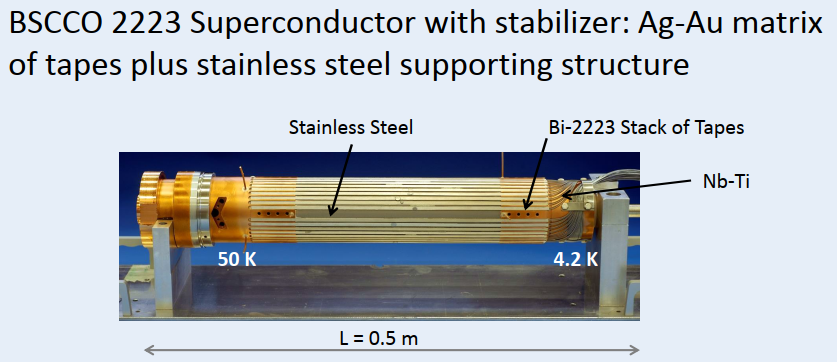 BSCCO 2223 Superconductor with stabilizer: Ag-Au matrix
of tapes plus stainless steel supporting structure
Stainless Steel
Bi-2223 Stack of Tapes
Nb-Ti
50 K
4.2 K
L = 0.5 m